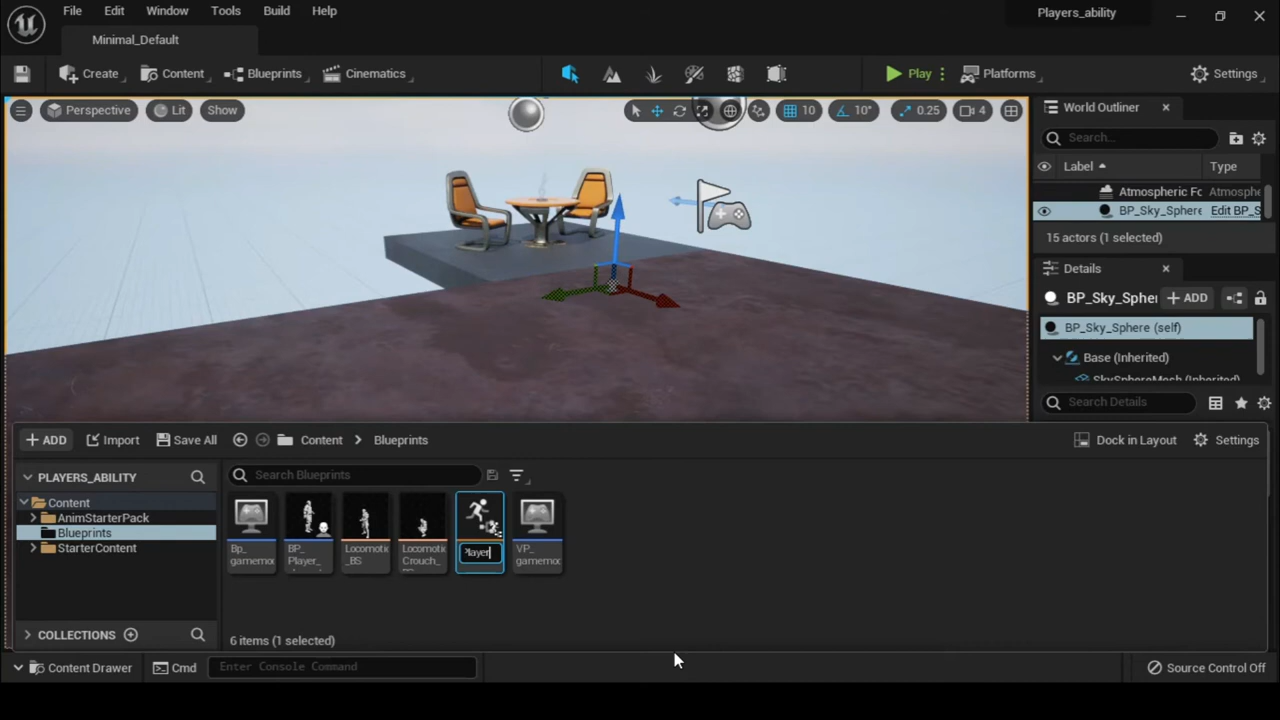 File Edit Window Tools Build Help
Players_ability
Minimal_Default
Create Content Blueprints Cinematics Play Platforms Settings
Perspective Lit Show 10 10° 0.25 4
World Outliner
Search...
Label Type
Atmospheric Fc Atmosphe
BP_Sky_Sphere Edit BP_S
15 actors (1 selected)
Details
BP_Sky_Spher + ADD
BP_Sky_Sphere (self)
Base (Inherited)
SkySphereMesh (Inherited)
Search Details
+ ADD Import Save All Content Blueprints Dock in Layout Settings
PLAYERS_ABILITY
Search Blueprints
Content
AnimStarterPack
Blueprints
StarterContent
Bp_
gamemo
BP_
Player_
Locomotic
_BS
Locomotic
Crouch_
Player
VP_
gamemo
COLLECTIONS
6 items (1 selected)
Content Drawer Cmd Enter Console Command Source Control Off